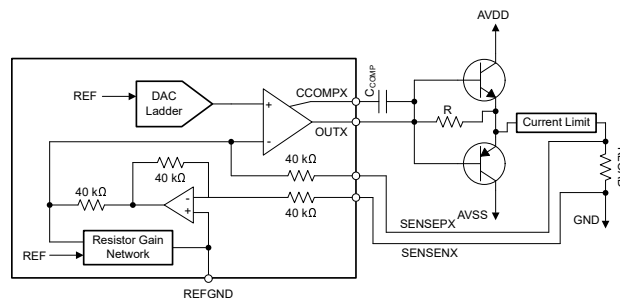 AVDD
CCOMP
CCOMPX
DAC
Ladder
REF
+
-
OUTX
R
Current Limit
40 kΩ
40 kΩ
40 kΩ
40 kΩ
-
+
Resistor Gain
Network
REF
AVSS
SENSEPX
SENSENX
GND
REFGND